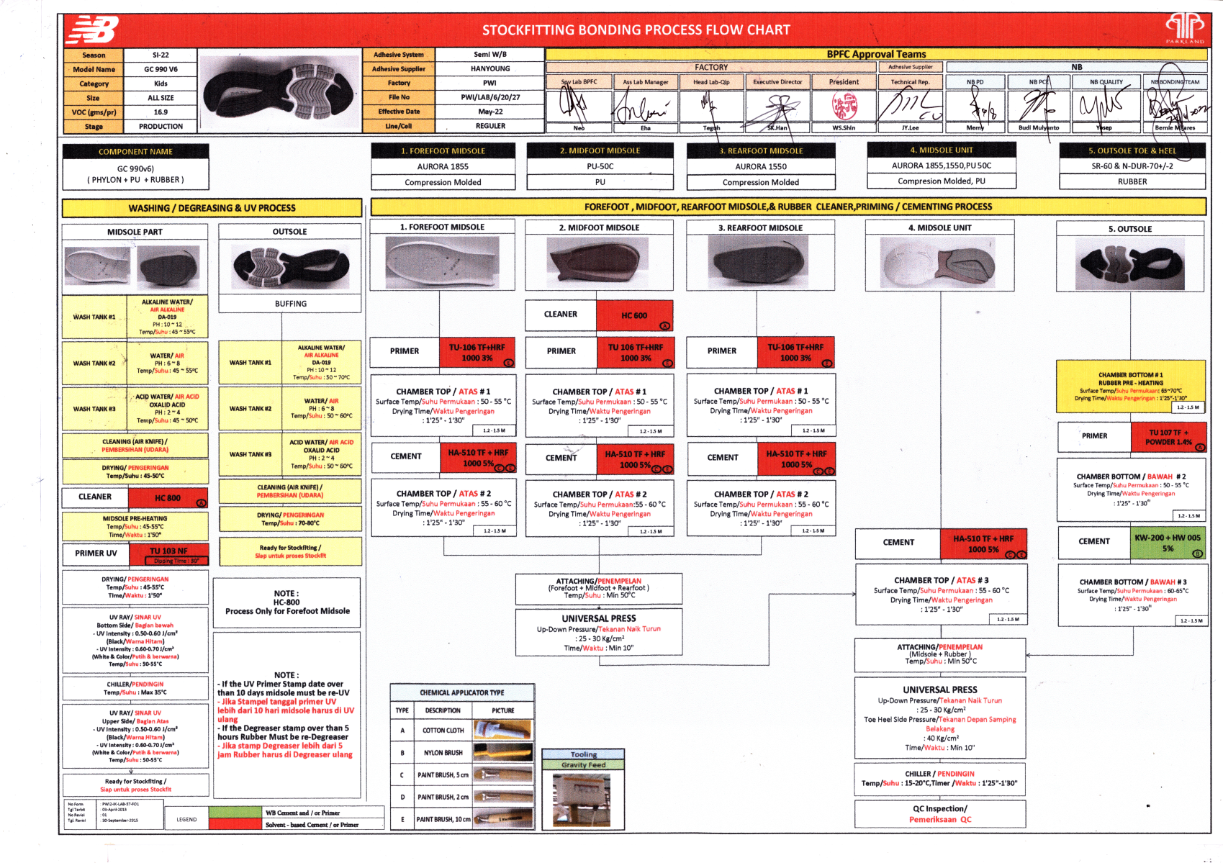 STOCKFITTING BONDING PROCESS FLOW CHART
PARKLAND
Season SI-22
Model Name GC 990 V6
Category Kids
Size ALL SIZE
VOC (gms/pr) 16.9
Stage PRODUCTION
Adhesive System Semi W/B
Adhesive Supplier HANYOUNG
Factory PWI
File No PWI/LAB/6/20/27
Effective Date May-22
Line/Cell REGULER
BPFC Approval Teams
FACTORY
Adhesive Supplier
NB
Spv Lab BPFC
Ass Lab Manager
Head Lab-Qip
Executive Director
President
Technical Rep.
NB PD
NB PCC
NB QUALITY
NB BONDING TEAM
Neo
Eha
Teguh
SK.Han
WS.Shin
JY.Lee
Merry
Budi Mulyanto
Yosep
Bernie
COMPONENT NAME
GC 990v6)
( PHYLON + PU + RUBBER )
1. FOREFOOT MIDSOLE
AURORA 1855
Compression Molded
2. MIDFOOT MIDSOLE
PU-50C
PU
3. REARFOOT MIDSOLE
AURORA 1550
Compression Molded
4. MIDSOLE UNIT
AURORA 1855,1550,PU 50C
Compresion Molded, PU
5. OUTSOLE TOE & HEEL
SR-60 & N-DUR-70+/-2
RUBBER
WASHING / DEGREASING & UV PROCESS
FOREFOOT , MIDFOOT, REARFOOT MIDSOLE,& RUBBER CLEANER,PRIMING / CEMENTING PROCESS
MIDSOLE PART
WASH TANK #1
ALKALINE WATER/
AIR ALKALINE
DA-019
PH : 10 ~ 12
Temp/Suhu : 45 ~ 55°C
WASH TANK #2
WATER/ AIR
PH : 6 ~ 8
Temp/Suhu : 45 ~ 55°C
WASH TANK #3
ACID WATER/ AIR ACID
OXALID ACID
PH : 2 ~ 4
Temp/Suhu : 45 ~ 50°C
CLEANING (AIR KNIFE) /
PEMBERSIHAN (UDARA)
DRYING/ PENGERINGAN
Temp/Suhu : 45-50°C
CLEANER
HC 800
A
MIDSOLE PRE-HEATING
Temp/Suhu : 45-55°C
Time/Waktu : 1'50"
PRIMER UV
TU 103 NF
Dipping Time : 30"
DRYING/ PENGERINGAN
Temp/Suhu : 45-55°C
Time/Waktu : 1'50"
UV RAY/ SINAR UV
Bottom Side/ Bagian bawah
- UV Intensity : 0.50-0.60 J/cm²
(Black/Warna Hitam)
- UV Intensity : 0.60-0.70 J/cm²
(White & Color/Putih & berwarna)
Temp/Suhu : 50-55°C
CHILLER/PENDINGIN
Temp/Suhu : Max 35°C
UV RAY/ SINAR UV
Upper Side/ Bagian Atas
- UV Intensity : 0.50-0.60 J/cm²
(Black/Warna Hitam)
- UV Intensity : 0.60-0.70 J/cm²
(White & Color/Putih & berwarna)
Temp/Suhu : 50-55°C
Ready for Stockfiting /
Siap untuk proses Stockfit
OUTSOLE
BUFFING
WASH TANK #1
ALKALINE WATER/
AIR ALKALINE
DA-019
PH : 10 ~ 12
Temp/Suhu : 50 ~ 70°C
WASH TANK #2
WATER/ AIR
PH : 6 ~ 8
Temp/Suhu : 50 ~ 60°C
WASH TANK #3
ACID WATER/ AIR ACID
OXALID ACID
PH : 2 ~ 4
Temp/Suhu : 50 ~ 60°C
CLEANING (AIR KNIFE) /
PEMBERSIHAN (UDARA)
DRYING/ PENGERINGAN
Temp/Suhu : 70-80°C
Ready for Stockfiting /
Siap untuk proses Stockfit
NOTE :
HC-800
Process Only for Forefoot Midsole
NOTE :
- If the UV Primer Stamp date over
than 10 days midsole must be re-UV
- Jika Stampel tanggal primer UV
lebih dari 10 hari midsole harus di UV
ulang
- If the Degreaser stamp over than 5
hours Rubber Must be re-Degreaser
- Jika stamp Degreaser lebih dari 5
jam Rubber harus di Degreaser ulang
1. FOREFOOT MIDSOLE
PRIMER
TU-106 TF+HRF
1000 3%
CHAMBER TOP / ATAS # 1
Surface Temp/Suhu Permukaan : 50 - 55 °C
Drying Time/Waktu Pengeringan
: 1'25" - 1'30"
1.2 - 1.5 M
CEMENT
HA-510 TF + HRF
1000 5%
CHAMBER TOP / ATAS # 2
Surface Temp/Suhu Permukaan : 55 - 60 °C
Drying Time/Waktu Pengeringan
: 1'25" - 1'30"
1.2 - 1.5 M
2. MIDFOOT MIDSOLE
CLEANER
HC 600
A
PRIMER
TU 106 TF+HRF
1000 3%
CHAMBER TOP / ATAS # 1
Surface Temp/Suhu Permukaan : 50 - 55 °C
Drying Time/Waktu Pengeringan
: 1'25" - 1'30"
1.2 - 1.5 M
CEMENT
HA-510 TF+ HRF
1000 5%
CHAMBER TOP / ATAS # 2
Surface Temp/Suhu Permukaan:55 - 60 °C
Drying Time/Waktu Pengeringan
: 1'25" - 1'30"
1.2 - 1.5 M
3. REARFOOT MIDSOLE
PRIMER
TU-106 TF+HRF
1000 3%
CHAMBER TOP / ATAS # 1
Surface Temp/Suhu Permukaan : 50 - 55 °C
Drying Time/Waktu Pengeringan
: 1'25" - 1'30"
1.2 - 1.5 M
CEMENT
HA-510 TF + HRF
1000 5%
CHAMBER TOP / ATAS # 2
Surface Temp/Suhu Permukaan : 55 - 60 °C
Drying Time/Waktu Pengeringan
: 1'25" - 1'30"
1.2 - 1.5 M
ATTACHING/PENEMPELAN
(Forefoot + Midfoot + Rearfoot )
Temp/Suhu : Min 50°C
UNIVERSAL PRESS
Up-Down Pressure/Tekanan Naik Turun
: 25 - 30 Kg/cm²
Time/Waktu : Min 10"
4. MIDSOLE UNIT
CEMENT
HA-510 TF + HRF
1000 5%
CHAMBER TOP / ATAS # 3
Surface Temp/Suhu Permukaan : 55 - 60 °C
Drying Time/Waktu Pengeringan
: 1'25" - 1'30"
1.2 - 1.5 M
ATTACHING/PENEMPELAN
(Midsole + Rubber )
Temp/Suhu : Min 50°C
UNIVERSAL PRESS
Up-Down Pressure/Tekanan Naik Turun
: 25 - 30 Kg/cm²
Toe Heel Side Pressure/Tekanan Depan Samping
Belakang
: 40 Kg/cm²
Time/Waktu : Min 10"
CHILLER / PENDINGIN
Temp/Suhu : 15-20°C,Timer /Waktu : 1'25"-1'30"
QC Inspection/
Pemeriksaan QC
5. OUTSOLE
CHAMBER BOTTOM # 1
RUBBER PRE - HEATING
Surface Temp/Suhu Permukaan: 65~70°C
Drying Time/Waktu Pengeringan : 1'25"-1'30"
1.2 - 1.5 M
PRIMER
TU 107 TF +
POWDER 1.4%
CHAMBER BOTTOM / BAWAH # 2
Surface Temp/Suhu Permukaan : 50 - 55 °C
Drying Time/Waktu Pengeringan
: 1'25" - 1'30"
1.2 - 1.5 M
CEMENT
KW-200 + HW 005
5%
CHAMBER BOTTOM / BAWAH # 3
Surface Temp/Suhu Permukaan : 60-65°C
Drying Time/Waktu Pengeringan
: 1'25" - 1'30"
1.2 - 1.5 M
CHEMICAL APPLICATOR TYPE
TYPE DESCRIPTION PICTURE
A COTTON CLOTH
B NYLON BRUSH
C PAINT BRUSH, 5 cm
D PAINT BRUSH, 2 cm
E PAINT BRUSH, 10 cm
Tooling
Gravity Feed
LEGEND
WB Cement and / or Primer
Solvent - based Cement / or Primer